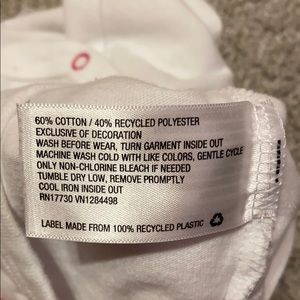 60% COTTON / 40% RECYCLED POLYESTER
EXCLUSIVE OF DECORATION
WASH BEFORE WEAR, TURN GARMENT INSIDE OUT
MACHINE WASH COLD WITH LIKE COLORS, GENTLE CYCLE
ONLY NON-CHLORINE BLEACH IF NEEDED
TUMBLE DRY LOW, REMOVE PROMPTLY
COOL IRON INSIDE OUT
RN17730 VN1284498
LABEL MADE FROM 100% RECYCLED PLASTIC